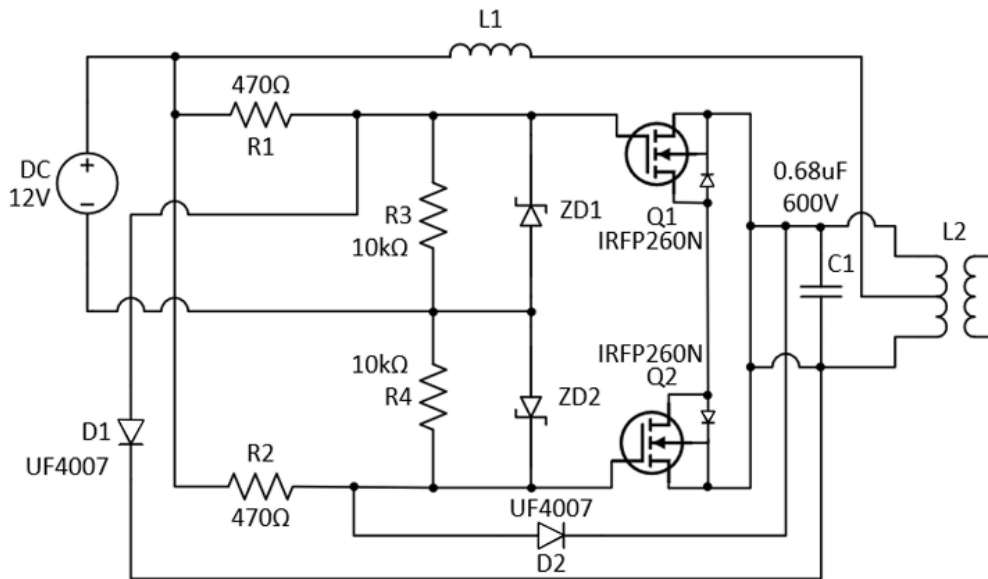 L1
470Ω
R1
DC
12V
+
−
R3
10kΩ
ZD1
Q1
IRFP260N
0.68uF
600V
C1
L2
10kΩ
R4
ZD2
IRFP260N
Q2
D1
UF4007
R2
470Ω
UF4007
D2